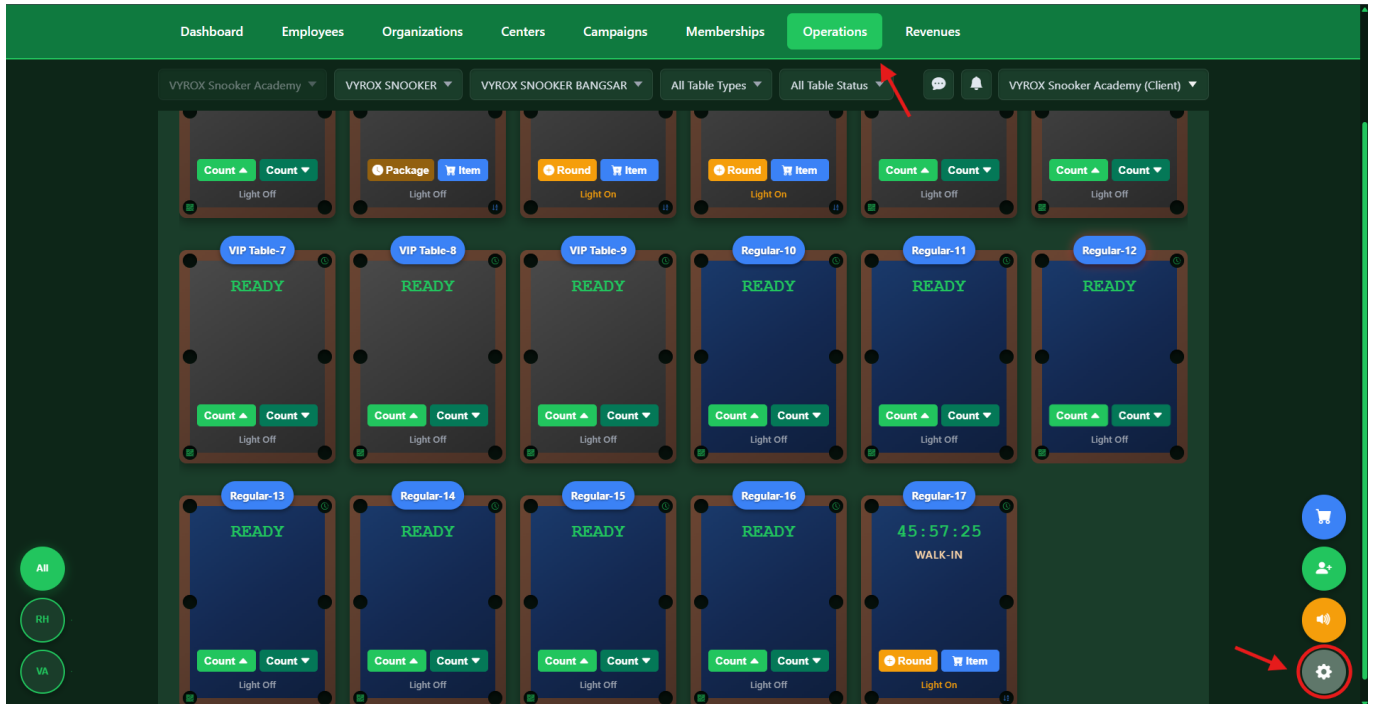 Dashboard Employees Organizations Centers Campaigns Memberships Operations Revenues
VYROX Snooker Academy VYROX SNOOKER VYROX SNOOKER BANGSAR All Table Types All Table Status VYROX Snooker Academy (Client)
Count Count Package Item Round Item Round Item Count Count Count Count
Light Off Light Off Light On Light On Light Off Light Off
VIP Table-7 VIP Table-8 VIP Table-9 Regular-10 Regular-11 Regular-12
READY READY READY READY READY READY
Count Count Count Count Count Count Count Count Count Count Count Count
Light Off Light Off Light Off Light Off Light Off Light Off
Regular-13 Regular-14 Regular-15 Regular-16 Regular-17
READY READY READY READY 45:57:25
WALK-IN
All
RH
Count Count Count Count Count Count Count Count Round Item
VA
Light Off Light Off Light Off Light Off Light On